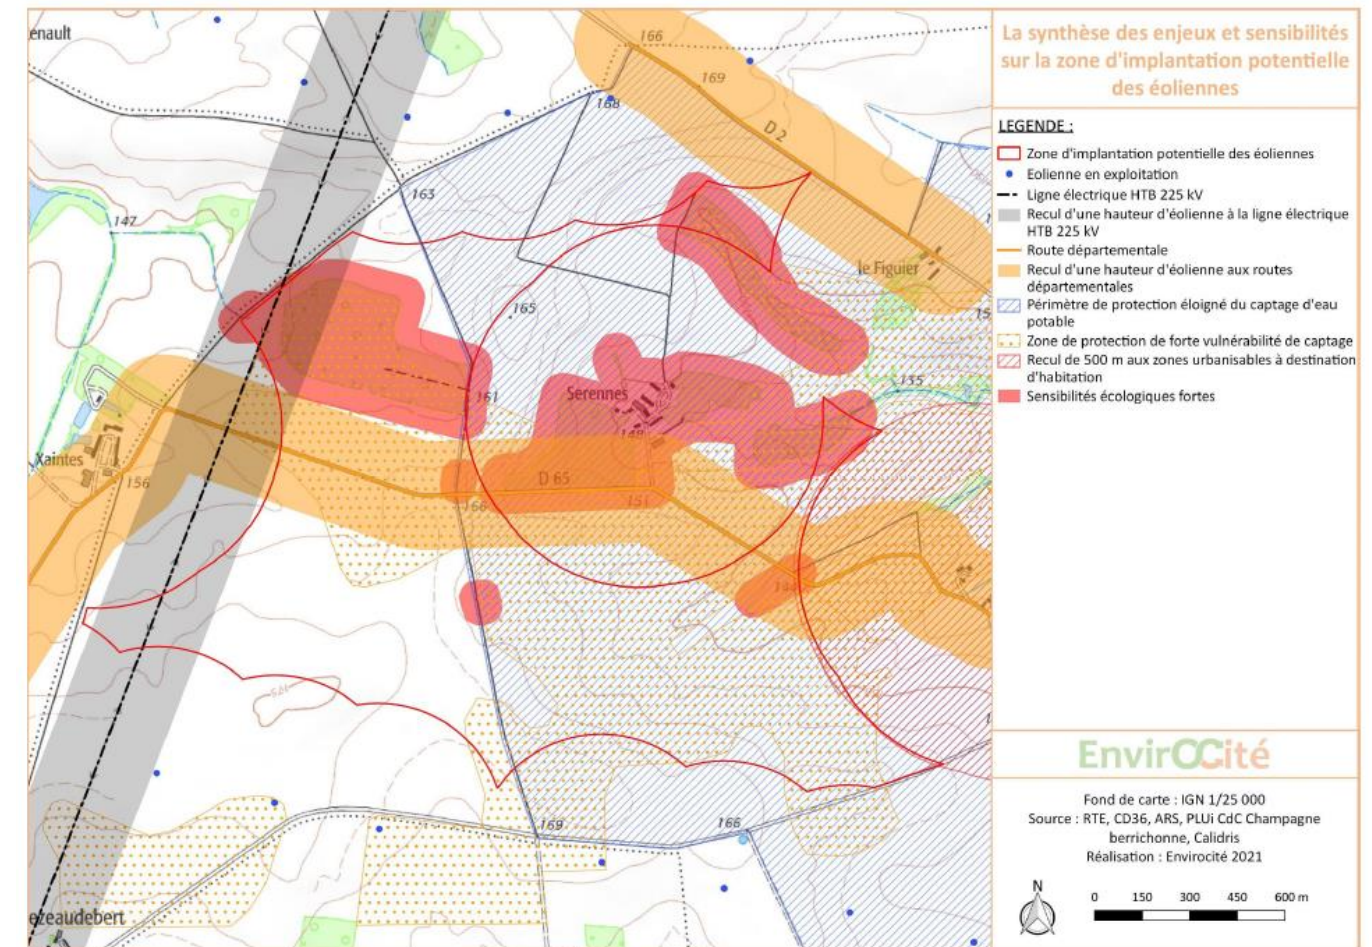 enault
166
169
168
D 2
163
147
le Figuier
165
135
161
Serennes
149
Xaintes
156
D 65
166
151
144
175
169
166
ezeaudebert
La synthèse des enjeux et sensibilités
sur la zone d'implantation potentielle
des éoliennes
LEGENDE :
Zone d'implantation potentielle des éoliennes
Eolienne en exploitation
Ligne électrique HTB 225 kV
Recul d'une hauteur d'éolienne à la ligne électrique
HTB 225 kV
Route départementale
Recul d'une hauteur d'éolienne aux routes
départementales
Périmètre de protection éloigné du captage d'eau
potable
Zone de protection de forte vulnérabilité de captage
Recul de 500 m aux zones urbanisables à destination
d'habitation
Sensibilités écologiques fortes
EnvirOCité
Fond de carte : IGN 1/25 000
Source : RTE, CD36, ARS, PLUi CdC Champagne
berrichonne, Calidris
Réalisation : Envirocité 2021
N
0 150 300 450 600 m